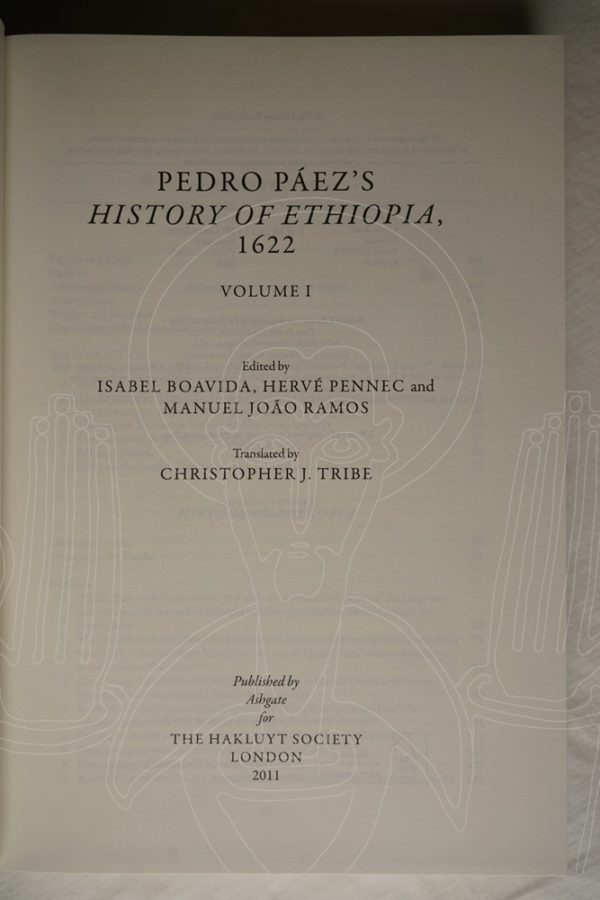 PEDRO PÁEZ'S
HISTORY OF ETHIOPIA,
1622
VOLUME I
Edited by
ISABEL BOAVIDA, HERVÉ PENNEC and
MANUEL JOÃO RAMOS
Translated by
CHRISTOPHER J. TRIBE
Published by
Ashgate
for
THE HAKLUYT SOCIETY
LONDON
2011